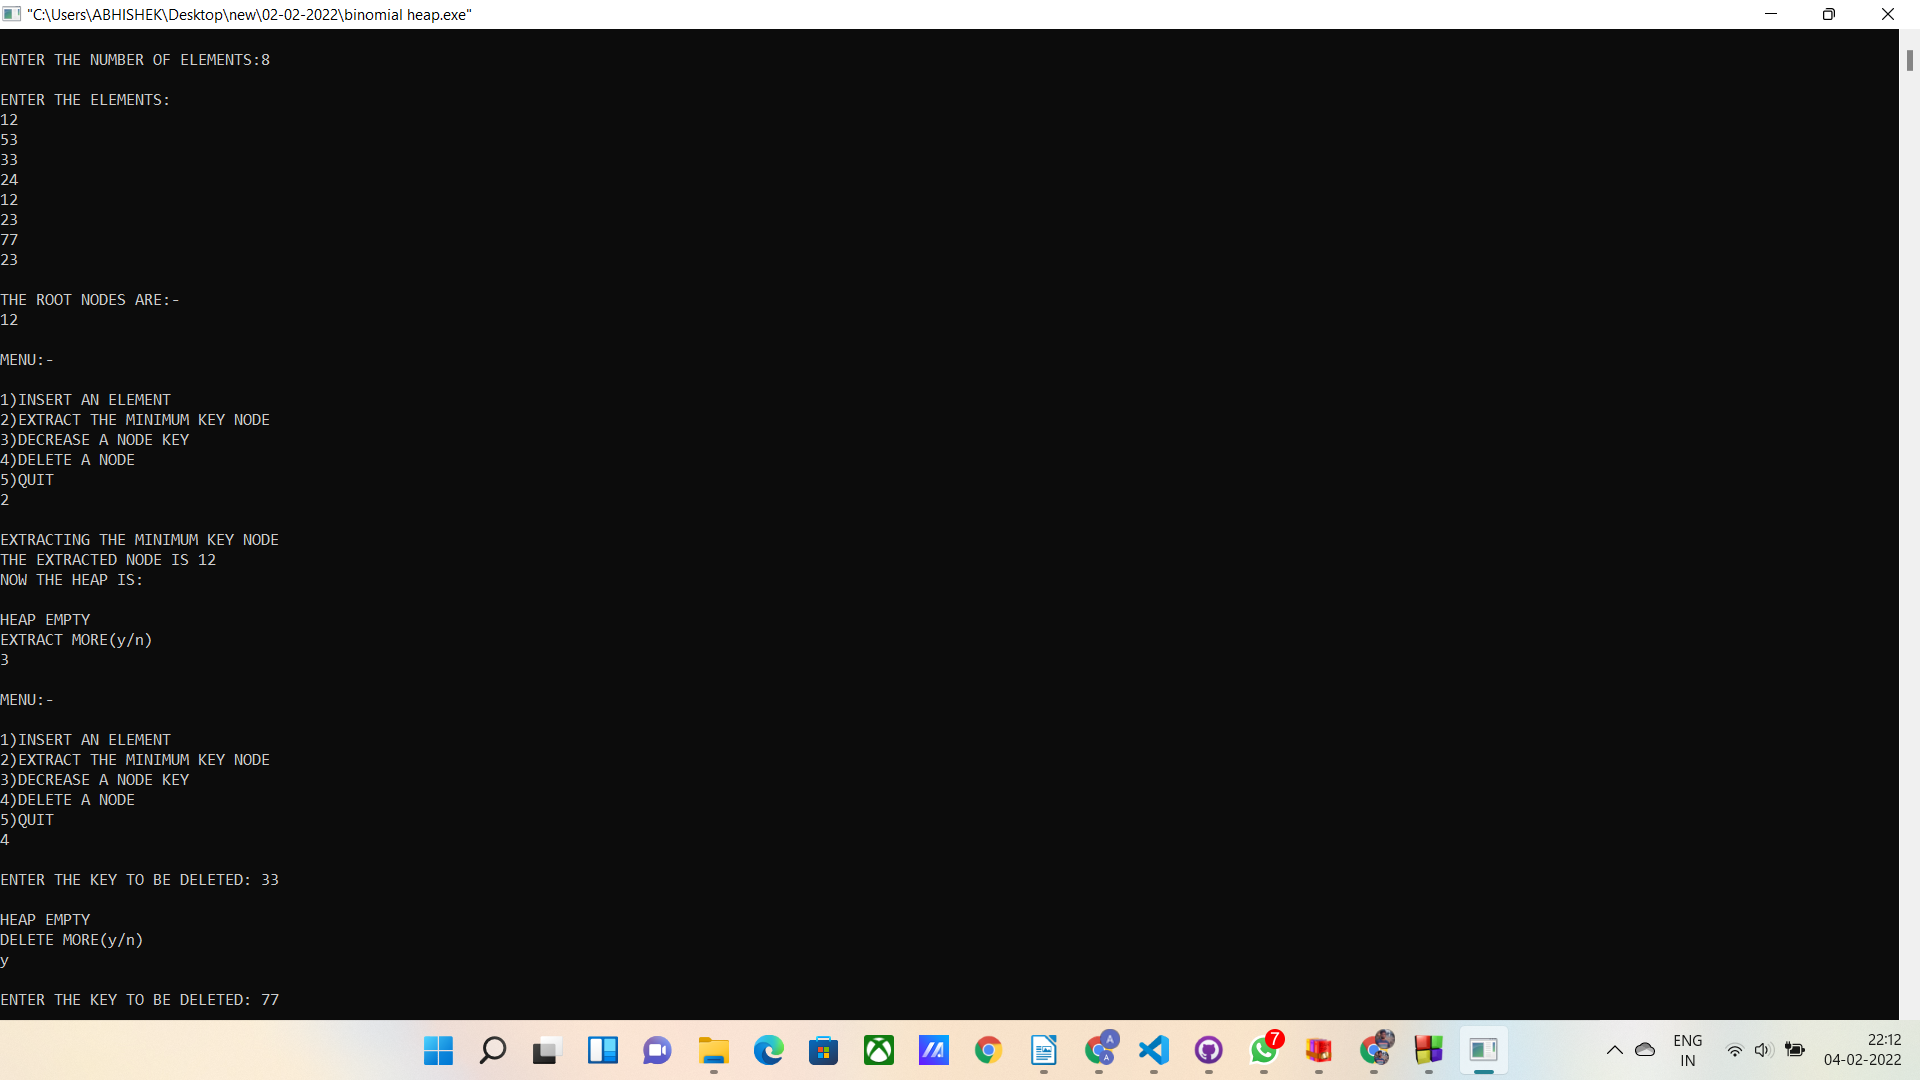 "C:\Users\ABHISHEK\Desktop\new\02-02-2022\binomial heap.exe"
ENTER THE NUMBER OF ELEMENTS:8
ENTER THE ELEMENTS:
12
53
33
24
12
23
77
23
THE ROOT NODES ARE:-
12
MENU:-
1)INSERT AN ELEMENT
2)EXTRACT THE MINIMUM KEY NODE
3)DECREASE A NODE KEY
4)DELETE A NODE
5)QUIT
2
EXTRACTING THE MINIMUM KEY NODE
THE EXTRACTED NODE IS 12
NOW THE HEAP IS:
HEAP EMPTY
EXTRACT MORE(y/n)
3
MENU:-
1)INSERT AN ELEMENT
2)EXTRACT THE MINIMUM KEY NODE
3)DECREASE A NODE KEY
4)DELETE A NODE
5)QUIT
4
ENTER THE KEY TO BE DELETED: 33
HEAP EMPTY
DELETE MORE(y/n)
y
ENTER THE KEY TO BE DELETED: 77
A
A
7
ENG
IN
22:12
04-02-2022